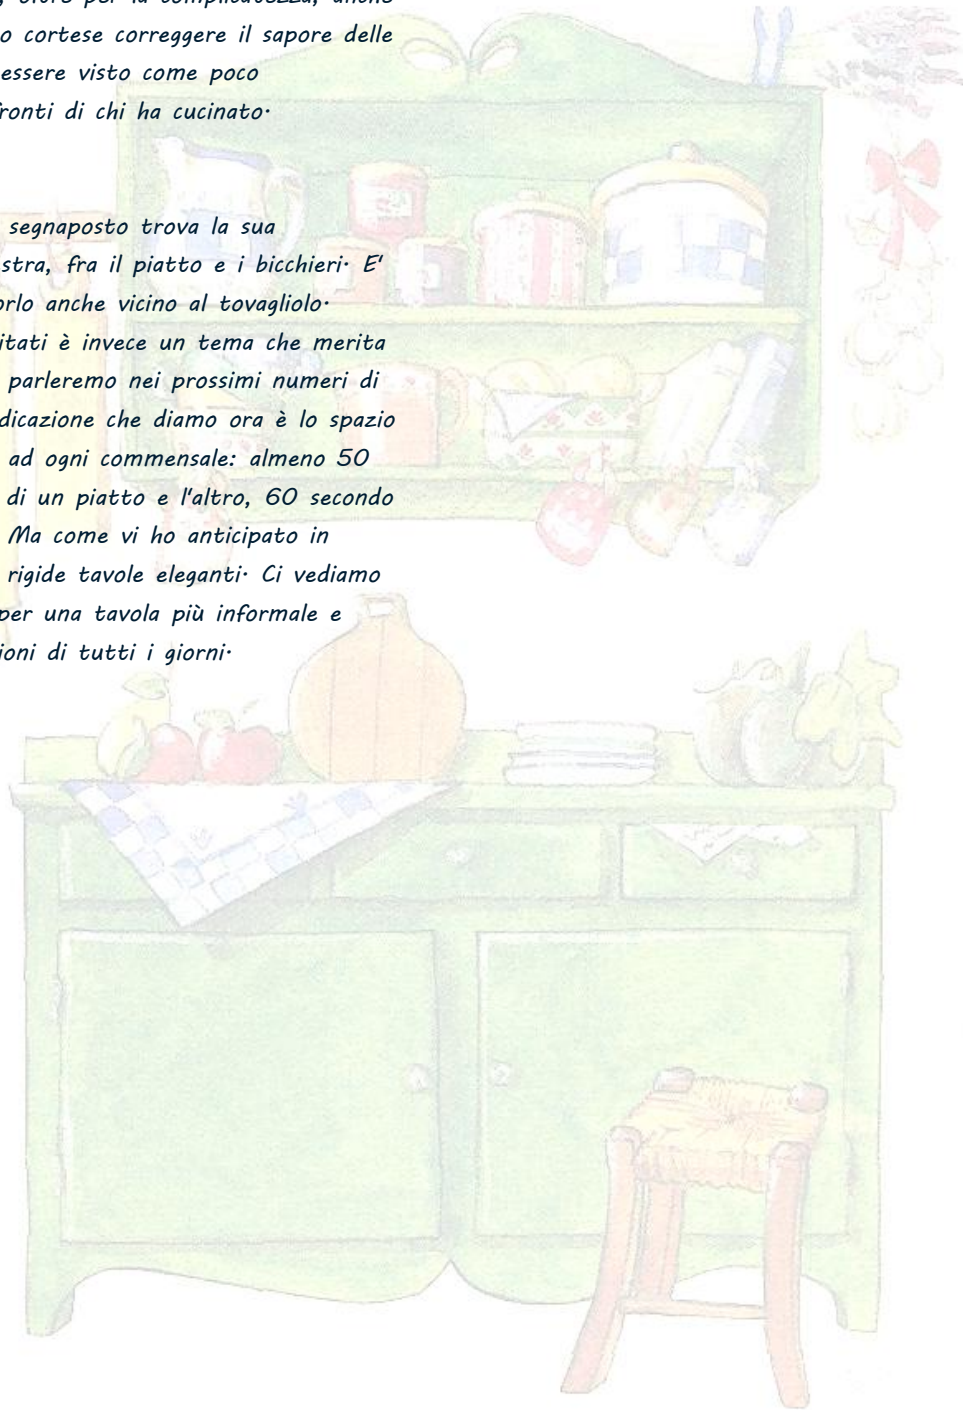 oltre per la complicatezza, anche
o cortese correggere il sapore delle
essere visto come poco
fronti di chi ha cucinato·
segnaposto trova la sua
stra, fra il piatto e i bicchieri· E'
orlo anche vicino al tovagliolo·
itati è invece un tema che merita
parleremo nei prossimi numeri di
dicazione che diamo ora è lo spazio
ad ogni commensale: almeno 50
di un piatto e l'altro, 60 secondo
Ma come vi ho anticipato in
rigide tavole eleganti· Ci vediamo
per una tavola più informale e
ioni di tutti i giorni·